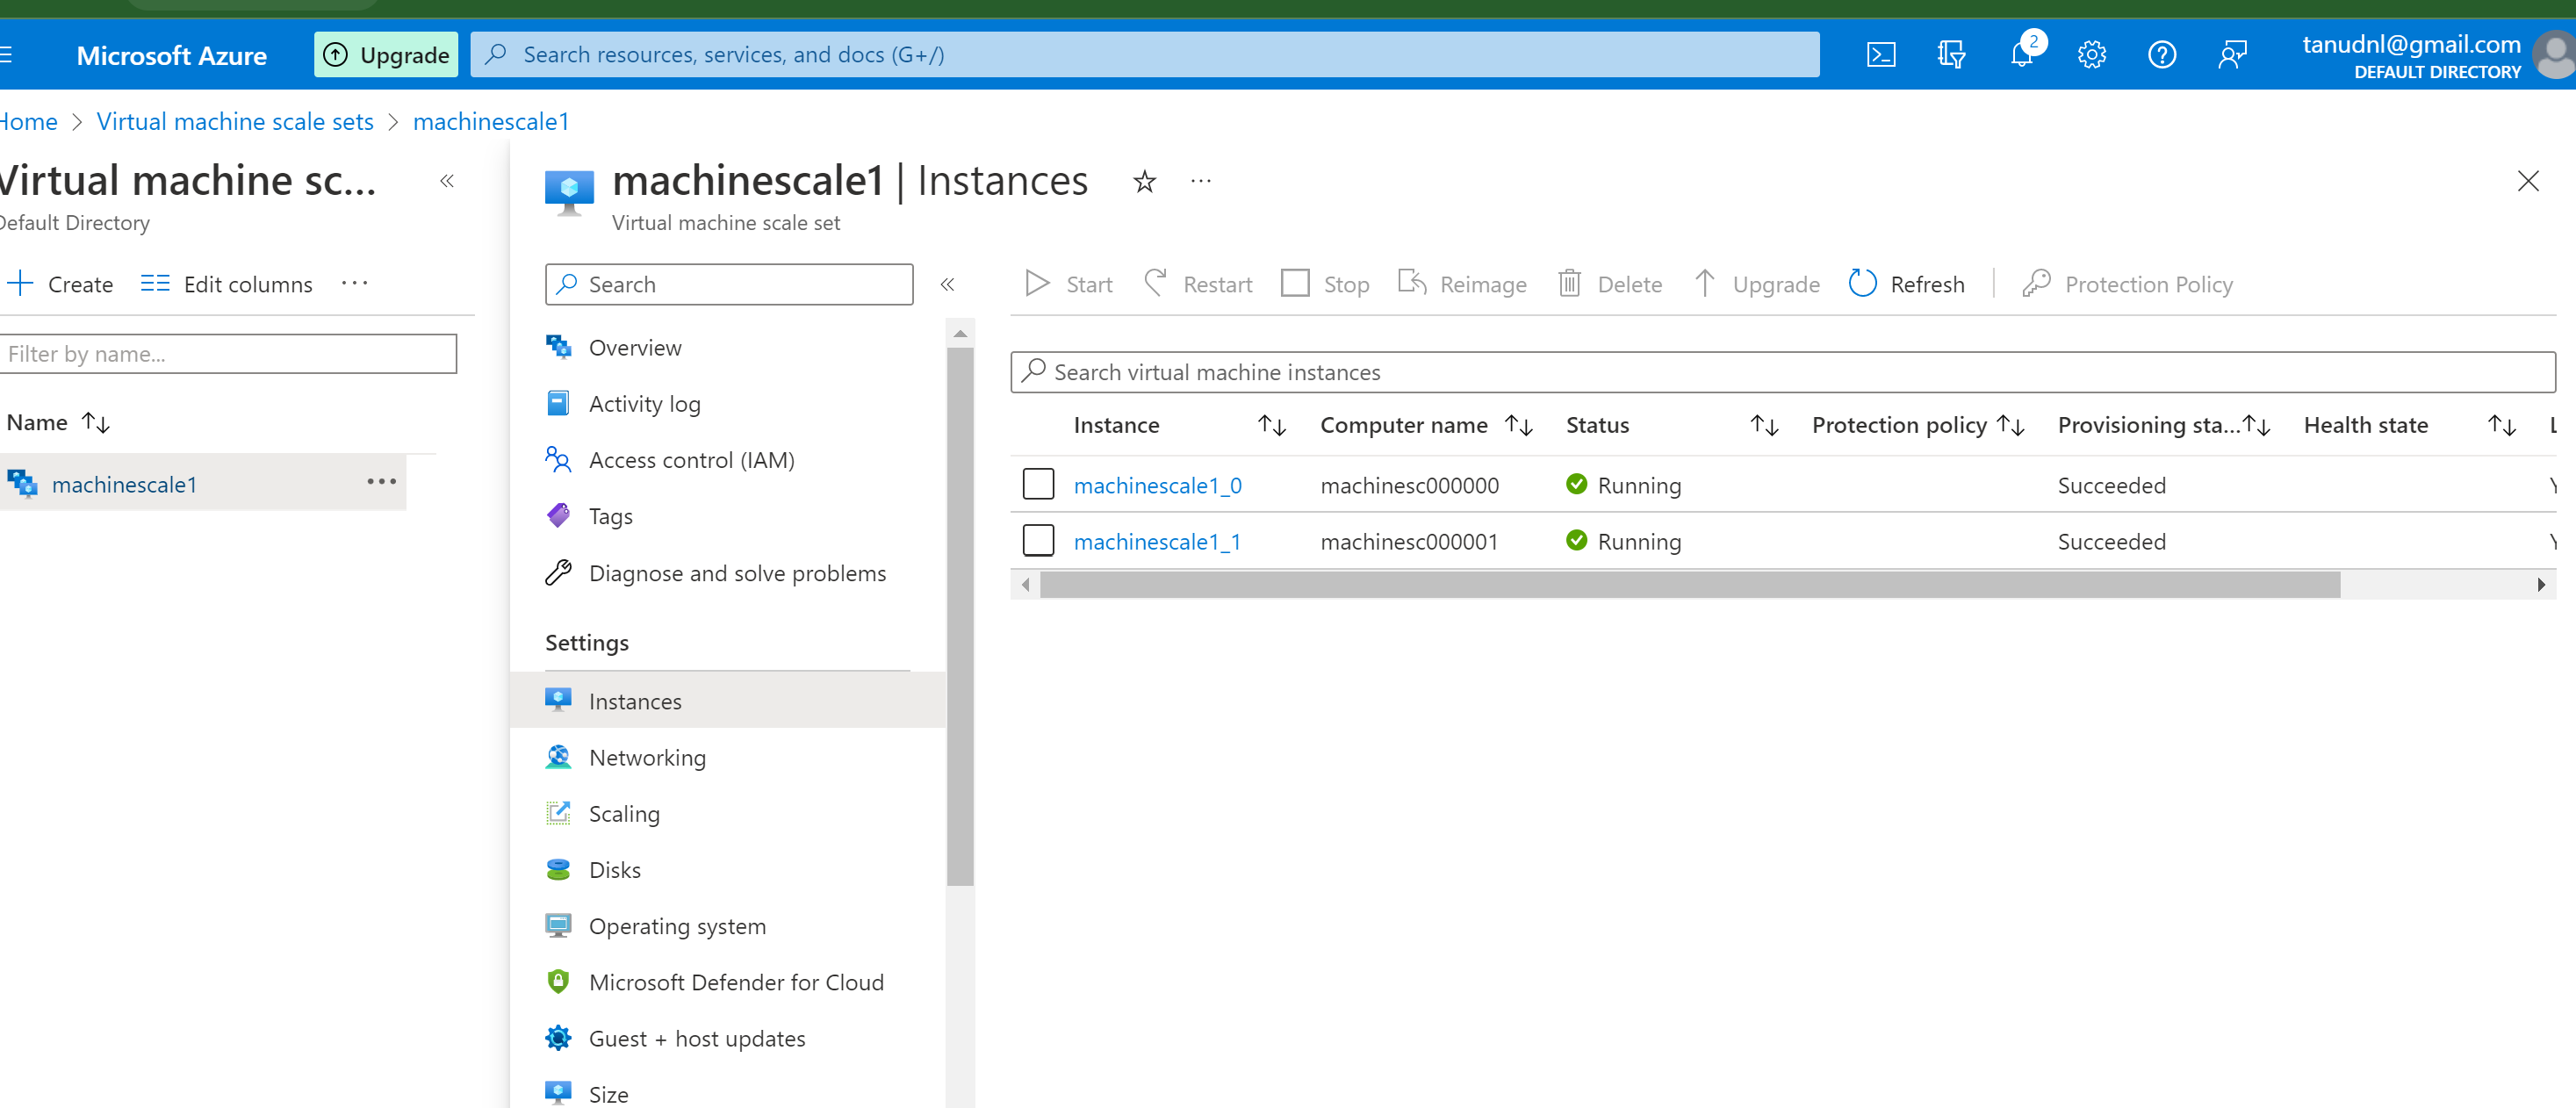 Microsoft Azure
Upgrade
Search resources, services, and docs (G+/)
2
tanudnl@gmail.com
DEFAULT DIRECTORY
Home > Virtual machine scale sets > machinescale1
Virtual machine sc...
Default Directory
Create
Edit columns
Filter by name...
Name
machinescale1
machinescale1 | Instances
Virtual machine scale set
Search
Overview
Activity log
Access control (IAM)
Tags
Diagnose and solve problems
Settings
Instances
Networking
Scaling
Disks
Operating system
Microsoft Defender for Cloud
Guest + host updates
Size
Start Restart Stop Reimage Delete Upgrade Refresh Protection Policy
Search virtual machine instances
Instance Computer name Status Protection policy Provisioning sta... Health state
machinescale1_0 machinesc000000 Running Succeeded
machinescale1_1 machinesc000001 Running Succeeded